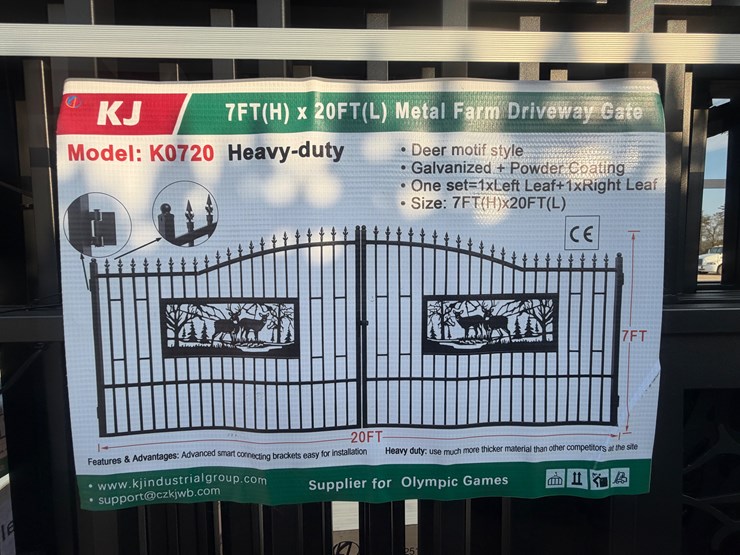 KJ
7FT(H) x 20FT(L) Metal Farm Driveway Gate
Model: K0720 Heavy-duty
• Deer motif style
• Galvanized + Powder Coating
• One set=1xLeft Leaf+1xRight Leaf
• Size: 7FT(H)x20FT(L)
CE
7FT
20FT
Features & Advantages: Advanced smart connecting brackets easy for installation
Heavy duty: use much more thicker material than other competitors at the site
• www.kjindustrialgroup.com
• support@czkjwb.com
Supplier for Olympic Games